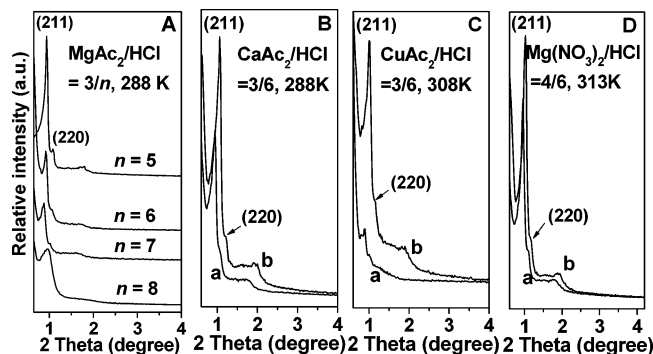 Relative intensity (a.u.)
A
(211)
MgAc2/HCl
= 3/n, 288 K
(220)
n = 5
n = 6
n = 7
n = 8
1 2 3 4
2 Theta (degree)
B
(211)
CaAc2/HCl
=3/6, 288K
(220)
b
a
1 2 3 4
2 Theta (degree)
C
(211)
CuAc2/HCl
=3/6, 308K
(220)
b
a
1 2 3 4
2 Theta (degree)
D
(211)
Mg(NO3)2/HCl
=4/6, 313K
(220)
a
b
1 2 3 4
2 Theta (degree)